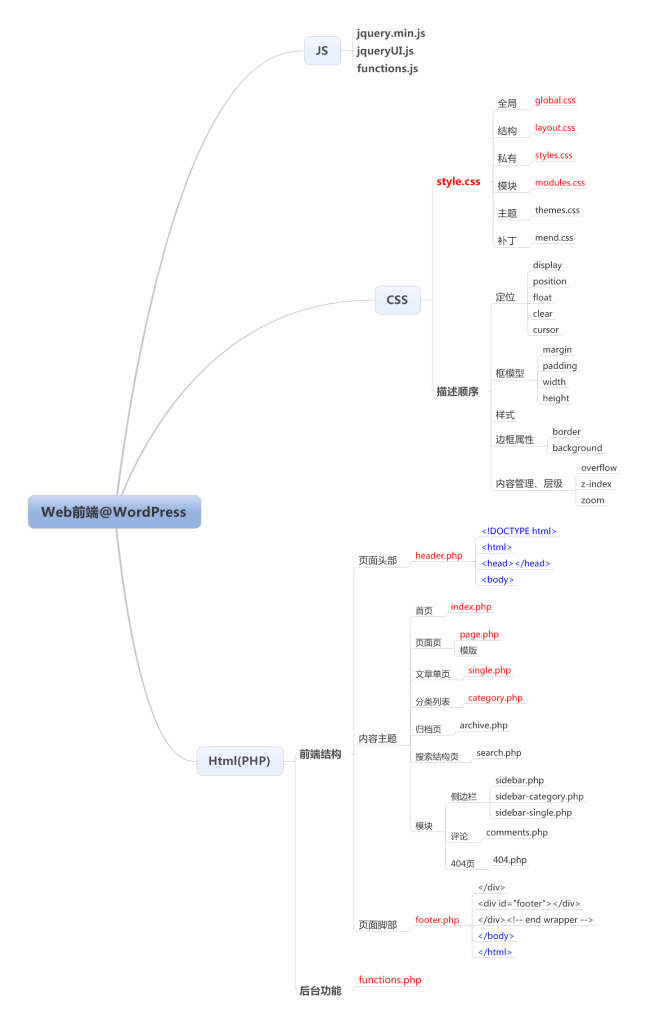 JS
jquery.min.js
jqueryUI.js
functions.js
CSS
style.css
全局
global.css
结构
layout.css
私有
styles.css
模块
modules.css
主题
themes.css
补丁
mend.css
描述顺序
定位
display
position
float
clear
cursor
框模型
margin
padding
width
height
样式
边框属性
border
background
内容管理、层级
overflow
z-index
zoom
Web前端@WordPress
Html(PHP)
前端结构
页面头部
header.php
<!DOCTYPE html>
<html>
<head></head>
<body>
内容主题
首页
index.php
页面页
page.php
模版
文章单页
single.php
分类列表
category.php
归档页
archive.php
搜索结构页
search.php
模块
侧边栏
sidebar.php
sidebar-category.php
sidebar-single.php
评论
comments.php
404页
404.php
页面脚部
footer.php
</div>
<div id="footer"></div>
</div><!-- end wrapper -->
</body>
</html>
后台功能
functions.php